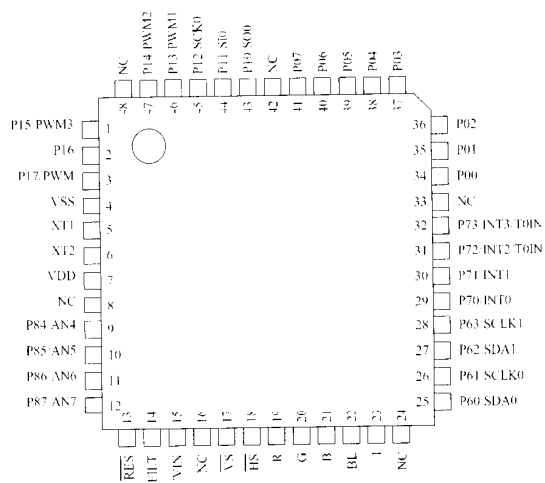 NC
P14 PWM2
P13 PWM1
P12 SCK0
P11 SI0
P10 SO0
NC
P07
P06
P05
P04
P03
48
47
46
45
44
43
42
41
40
39
38
37
P15 PWM3 1
P16 2
P17 PWM 3
VSS 4
XT1 5
XT2 6
VDD 7
NC 8
P84/AN4 9
P85/AN5 10
P86/AN6 11
P87/AN7 12
36 P02
35 P01
34 P00
33 NC
32 P73 INT3/T0IN
31 P72 INT2/T0IN
30 P71 INT1
29 P70 INT0
28 P63 SCLK1
27 P62 SDA1
26 P61 SCLK0
25 P60 SDA0
13
14
15
16
17
18
19
20
21
22
23
24
RES
FILT
VIN
NC
VS
HS
R
G
B
BL
I
NC